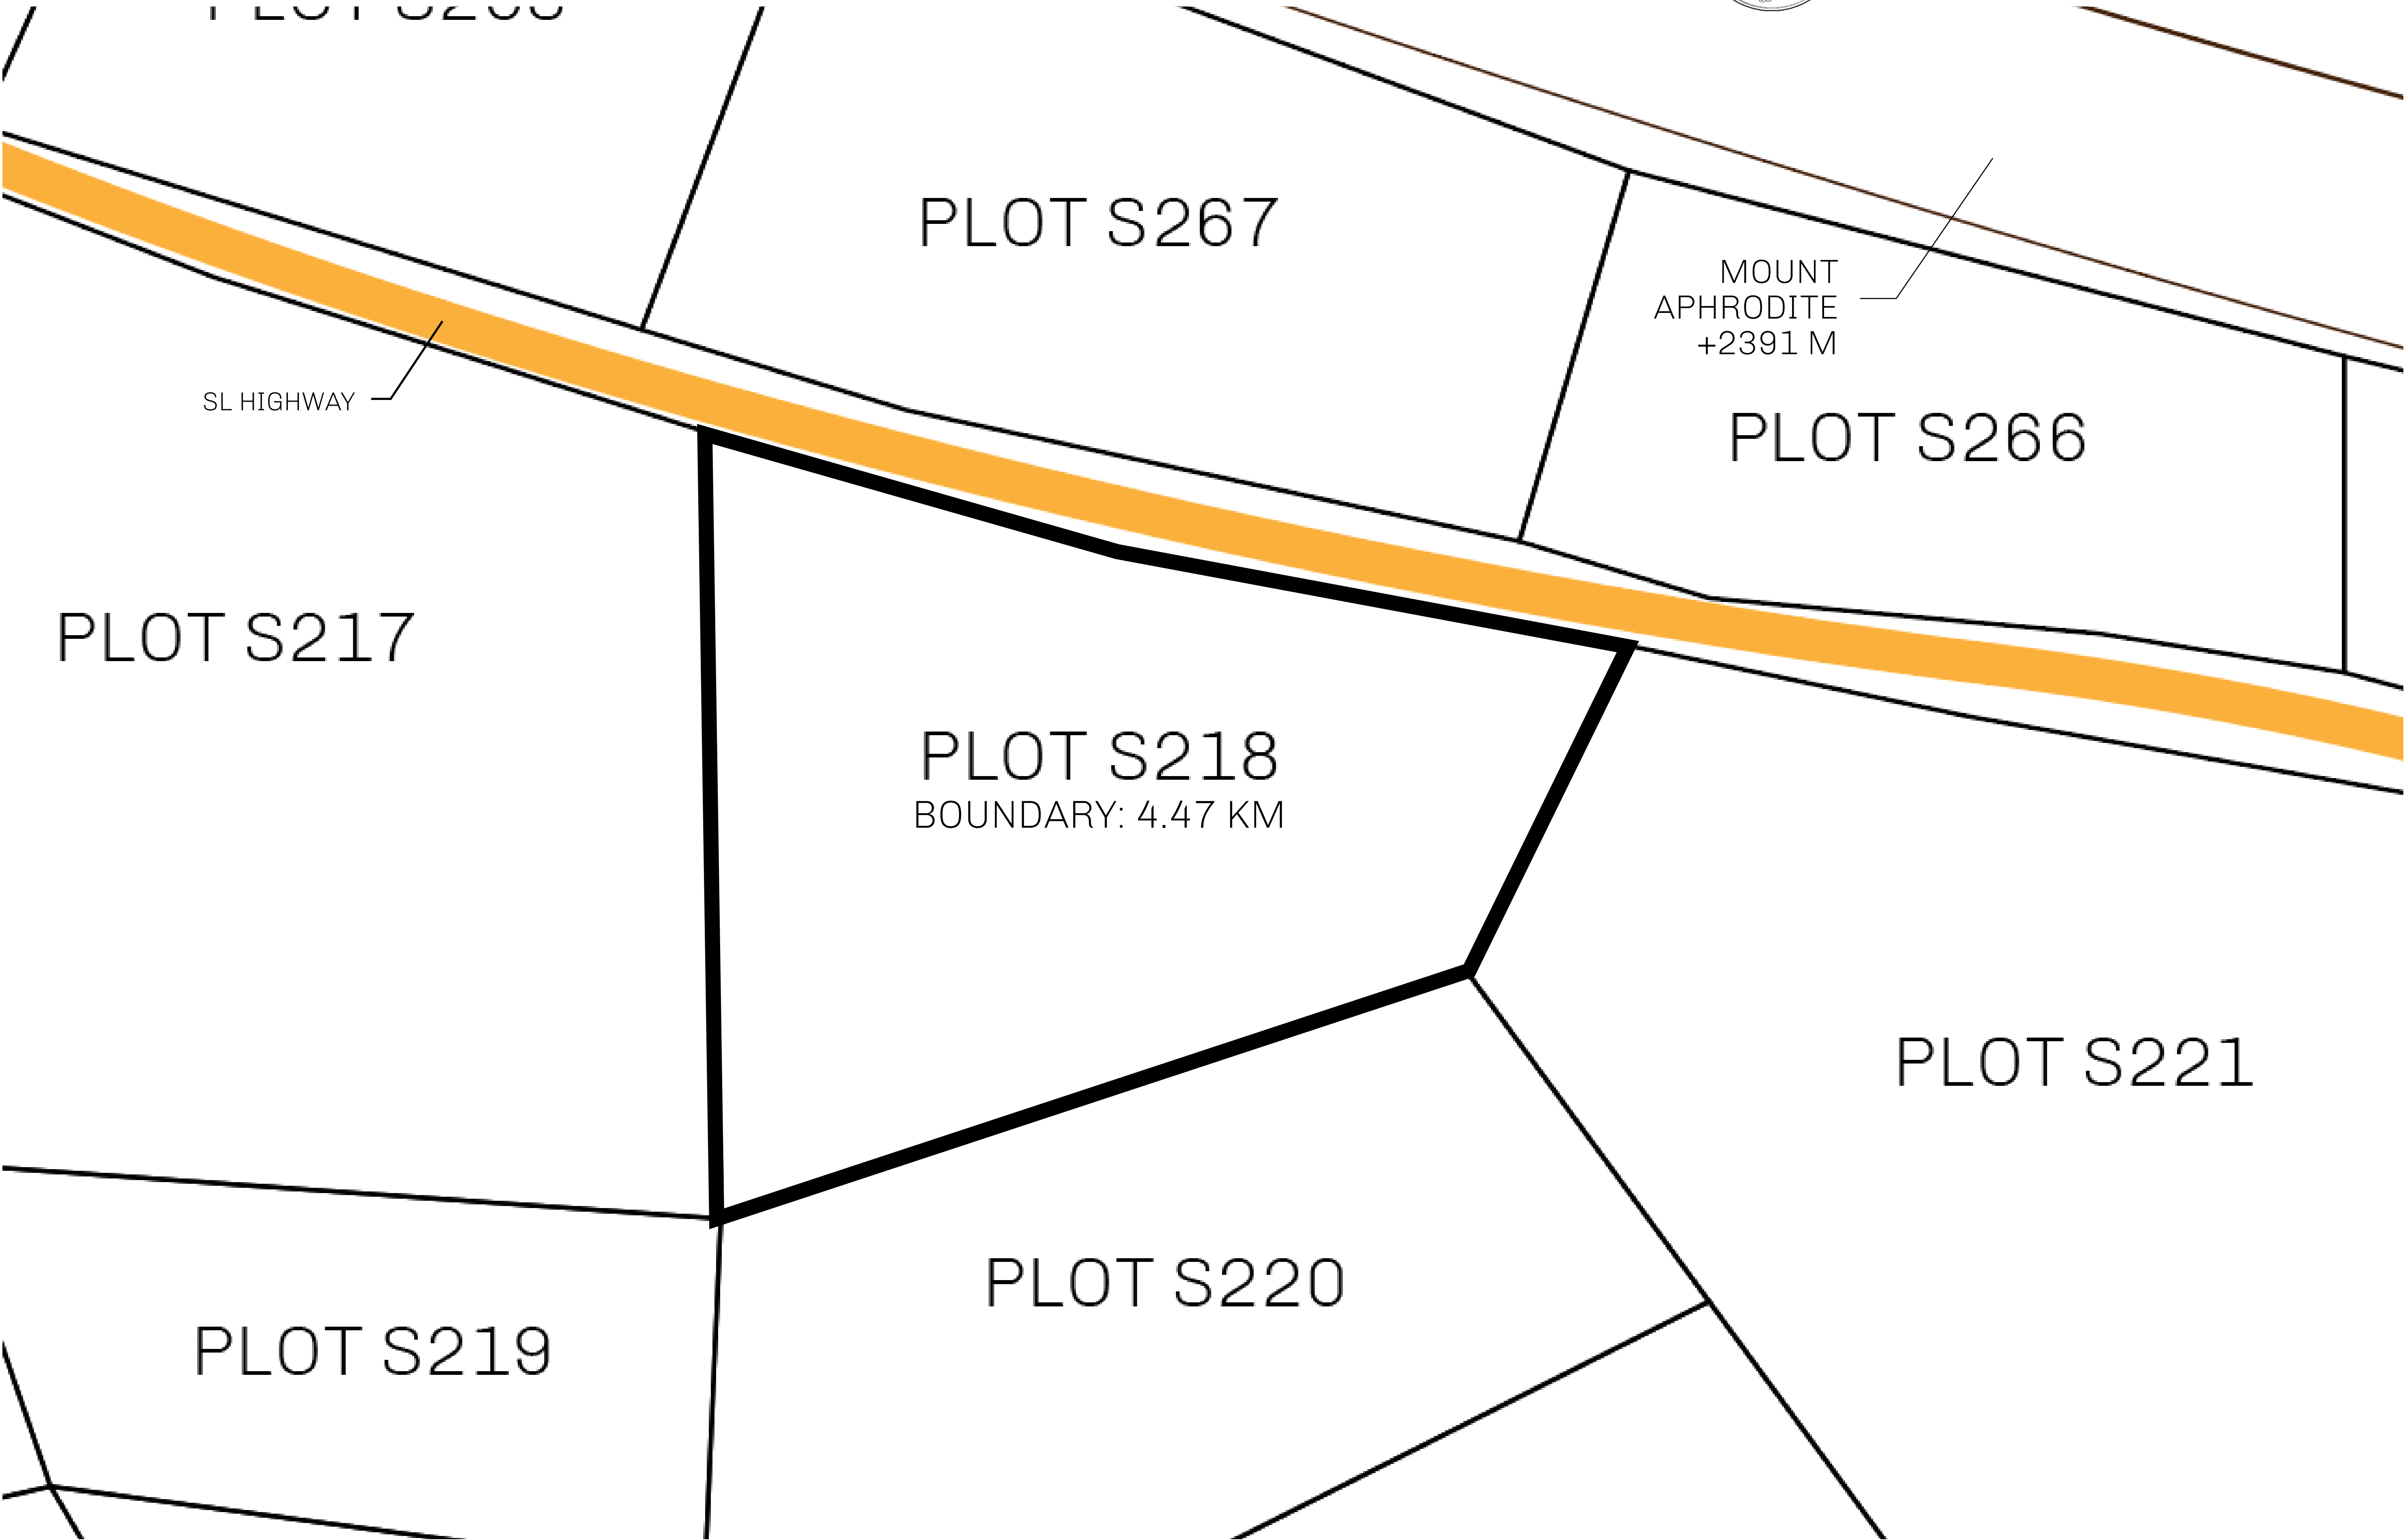 PLOT S267
MOUNT
APHRODITE
+2391 M
SL HIGHWAY
PLOT S266
PLOT S217
PLOT S218
BOUNDARY: 4.47 KM
PLOT S221
PLOT S220
PLOT S219